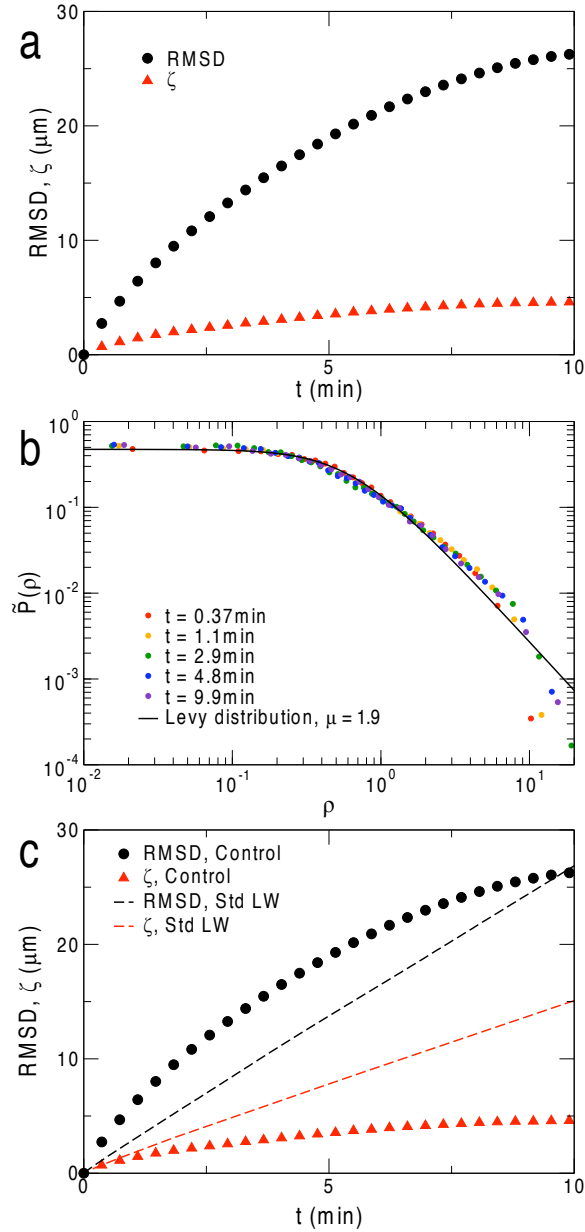 a
30
20
10
0
RMSD, ζ (μm)
RMSD
ζ
0
5
10
t (min)
b
10^0
10^-1
10^-2
10^-3
10^-4
P̃(ρ)
t = 0.37min
t = 1.1min
t = 2.9min
t = 4.8min
t = 9.9min
Levy distribution, μ = 1.9
10^-2
10^-1
10^0
10^1
ρ
c
30
20
10
0
RMSD, ζ (μm)
RMSD, Control
ζ, Control
RMSD, Std LW
ζ, Std LW
0
5
10
t (min)